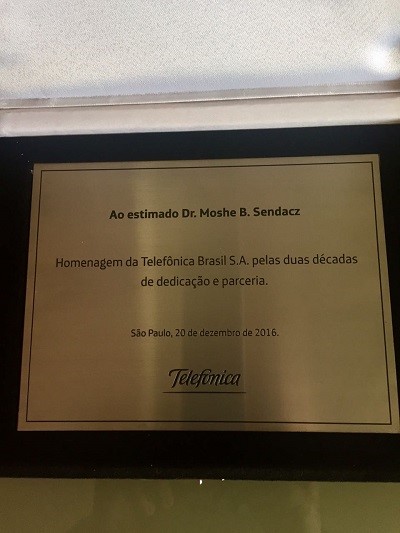 Ao estimado Dr. Moshe B. Sendacz
Homenagem da Telefônica Brasil S.A. pelas duas décadas
de dedicação e parceria.
São Paulo, 20 de dezembro de 2016.
Telefónica